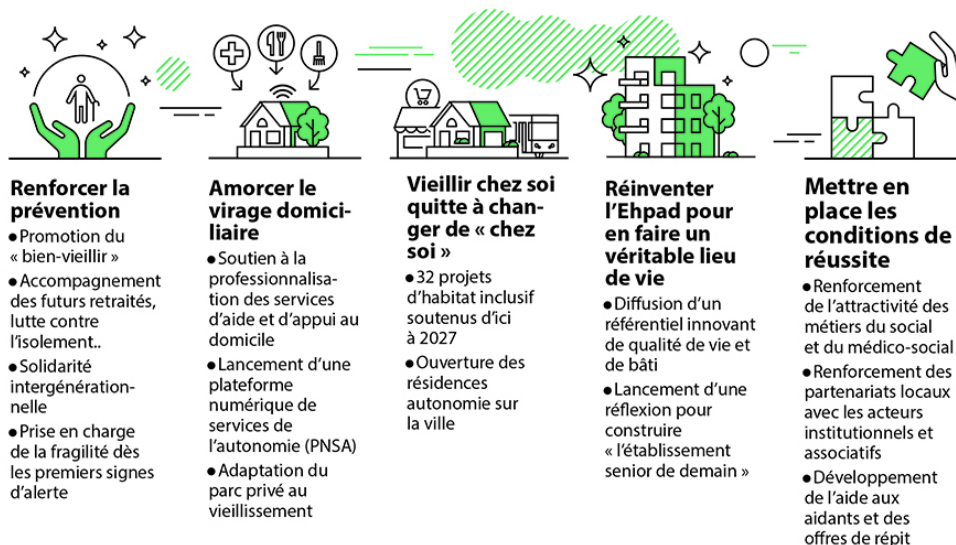 Renforcer la
prévention
● Promotion du
« bien-vieillir »
● Accompagnement
des futurs retraités,
lutte contre
l’isolement..
● Solidarité
intergénération-
nelle
● Prise en charge
de la fragilité dès
les premiers signes
d’alerte
Amorcer le
virage domici-
liaire
● Soutien à la
professionnalisa-
tion des services
d’aide et d’appui au
domicile
● Lancement d’une
plateforme
numérique de
services de
l’autonomie (PNSA)
● Adaptation du
parc privé au
vieillissement
Vieillir chez soi
quitte à chan-
ger de « chez
soi »
● 32 projets
d’habitat inclusif
soutenus d’ici
à 2027
● Ouverture des
résidences
autonomie sur
la ville
Réinventer
l’Ehpad pour
en faire un
véritable lieu
de vie
● Diffusion d’un
référentiel innovant
de qualité de vie et
de bâti
● Lancement d’une
réflexion pour
construire
« l’établissement
senior de demain »
Mettre en
place les
conditions de
réussite
● Renforcement
de l’attractivité des
métiers du social
et du médico-social
● Renforcement des
partenariats locaux
avec les acteurs
institutionnels et
associatifs
● Développement
de l’aide aux
aidants et des
offres de répit